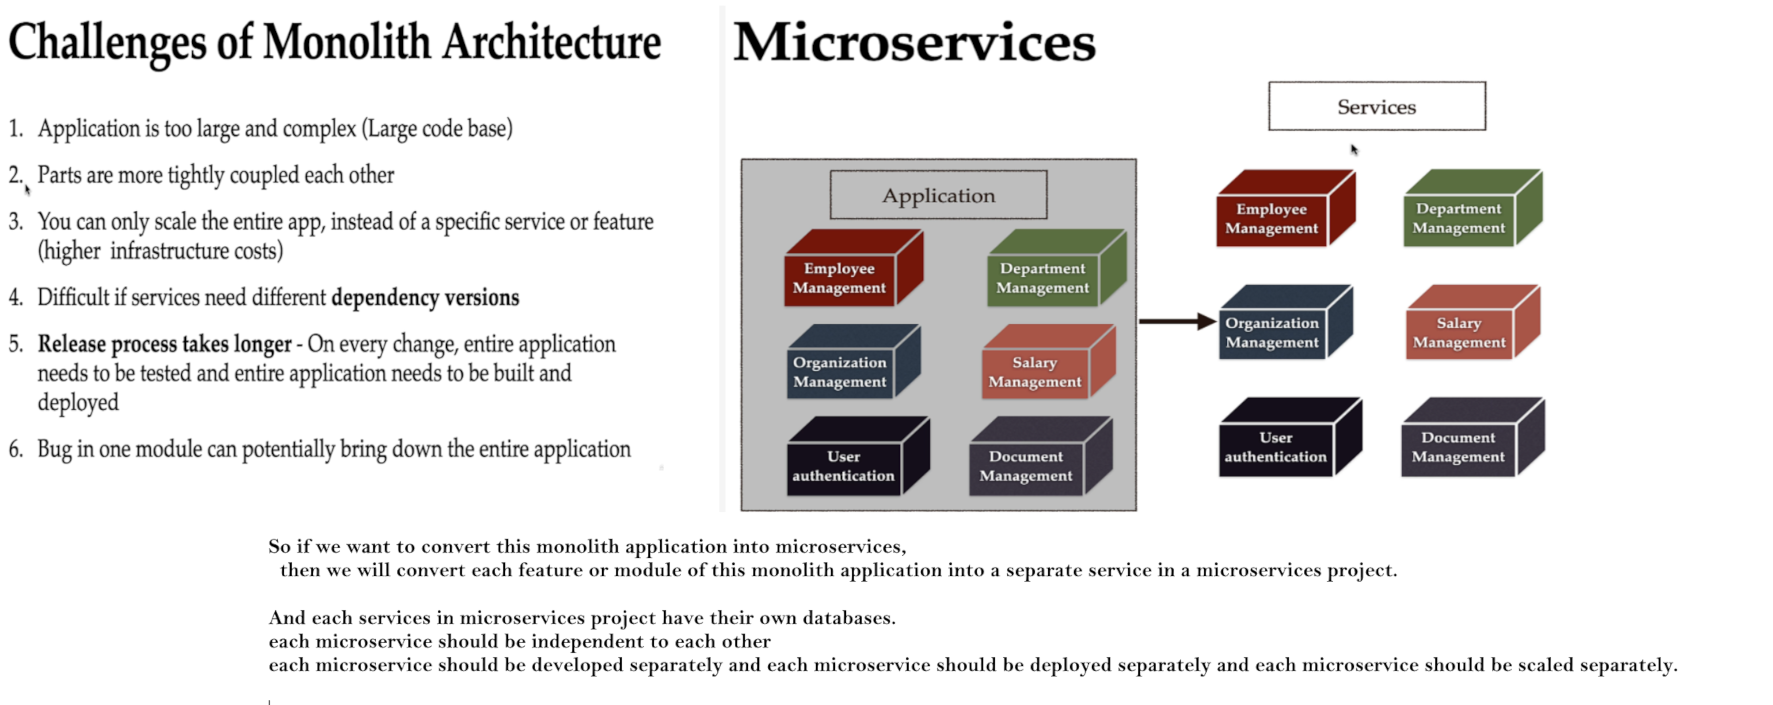 Challenges of Monolith Architecture
1. Application is too large and complex (Large code base)
2. Parts are more tightly coupled each other
3. You can only scale the entire app, instead of a specific service or feature
(higher infrastructure costs)
4. Difficult if services need different dependency versions
5. Release process takes longer - On every change, entire application
needs to be tested and entire application needs to be built and
deployed
6. Bug in one module can potentially bring down the entire application
Microservices
Application
Employee
Management
Department
Management
Organization
Management
Salary
Management
User
authentication
Document
Management
Services
Employee
Management
Department
Management
Organization
Management
Salary
Management
User
authentication
Document
Management
So if we want to convert this monolith application into microservices,
then we will convert each feature or module of this monolith application into a separate service in a microservices project.
And each services in microservices project have their own databases.
each microservice should be independent to each other
each microservice should be developed separately and each microservice should be deployed separately and each microservice should be scaled separately.